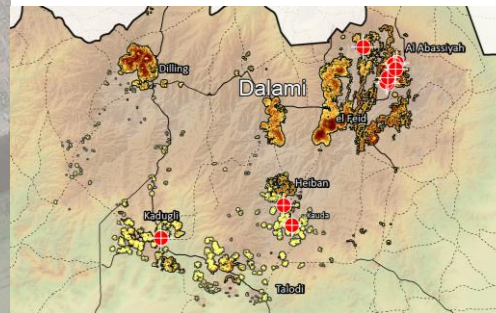 Al Abassiyah
Dilling
Dalami
el Feid
Heiban
Kadugli
Kauda
Talodi